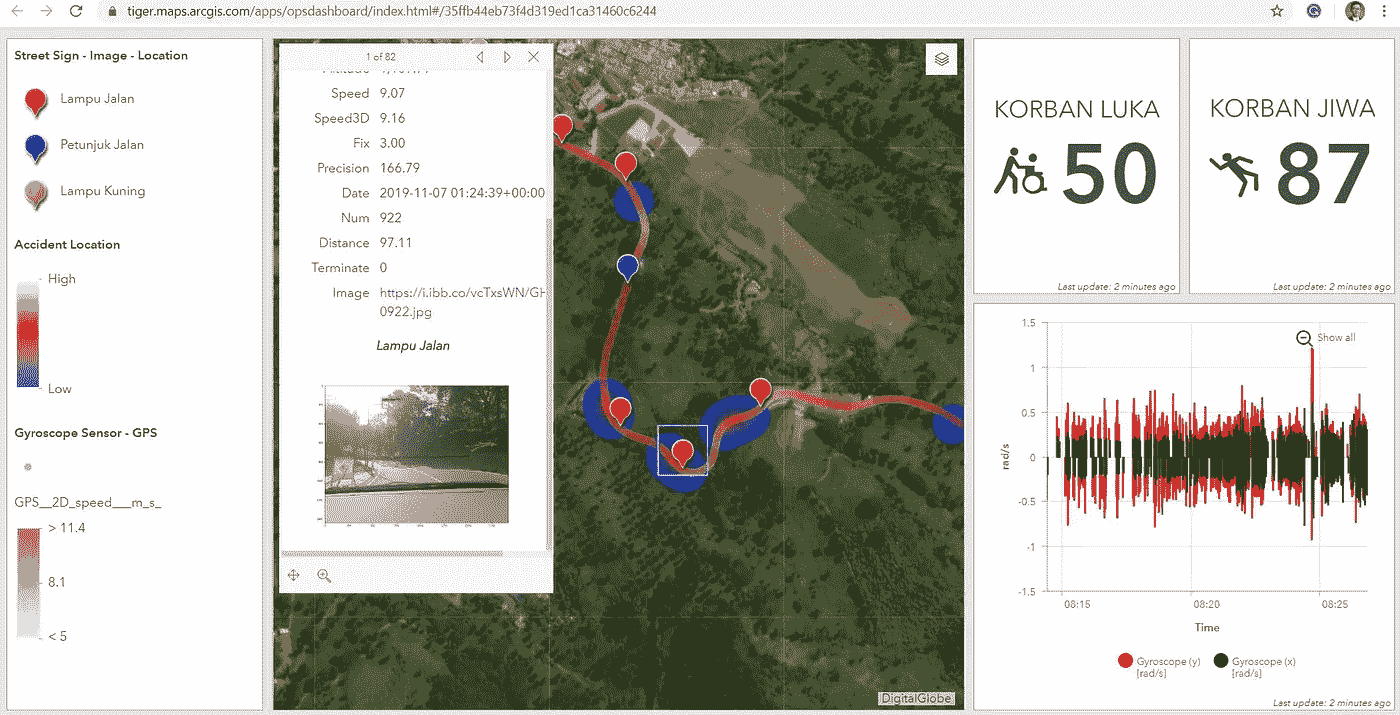 tiger.maps.arcgis.com/apps/opsdashboard/index.html#/35ffb44eb73f4d319ed1ca31460c6244
Street Sign - Image - Location
Lampu Jalan
Petunjuk Jalan
Lampu Kuning
Accident Location
High
Low
Gyroscope Sensor - GPS
GPS__2D_speed___m_s_
> 11.4
8.1
< 5
1 of 82
Speed 9.07
Speed3D 9.16
Fix 3.00
Precision 166.79
Date 2019-11-07 01:24:39+00:00
Num 922
Distance 97.11
Terminate 0
Image https://i.ibb.co/vcTxsWN/GH
0922.jpg
Lampu Jalan
DigitalGlobe
KORBAN LUKA
50
Last update: 2 minutes ago
KORBAN JIWA
87
Last update: 2 minutes ago
Show all
1.5
1
0.5
0
-0.5
-1
-1.5
rad/s
08:15 08:20 08:25
Time
Gyroscope (y)
[rad/s]
Gyroscope (x)
[rad/s]
Last update: 2 minutes ago